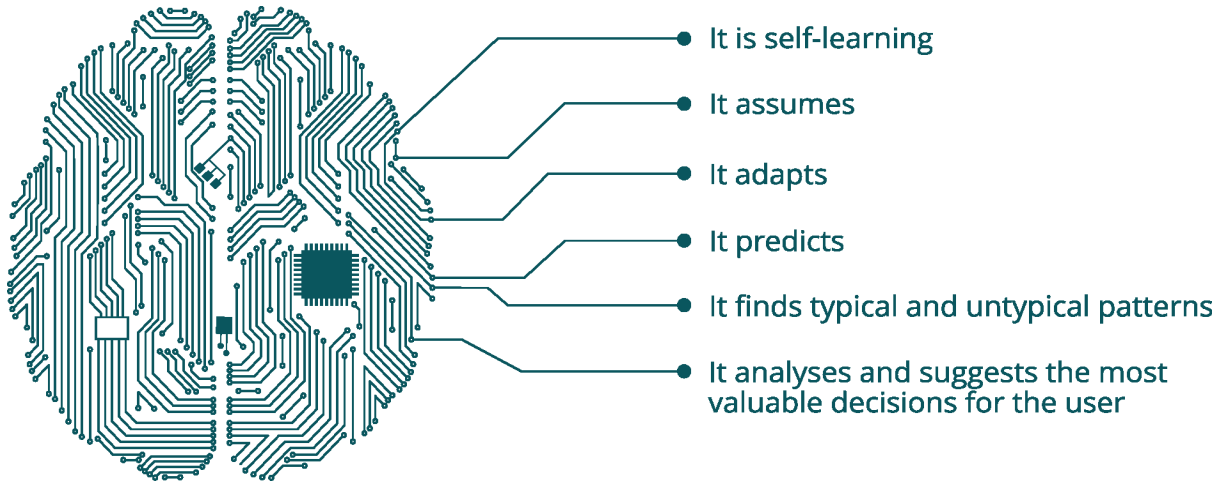 It is self-learning
It assumes
It adapts
It predicts
It finds typical and untypical patterns
It analyses and suggests the most
valuable decisions for the user